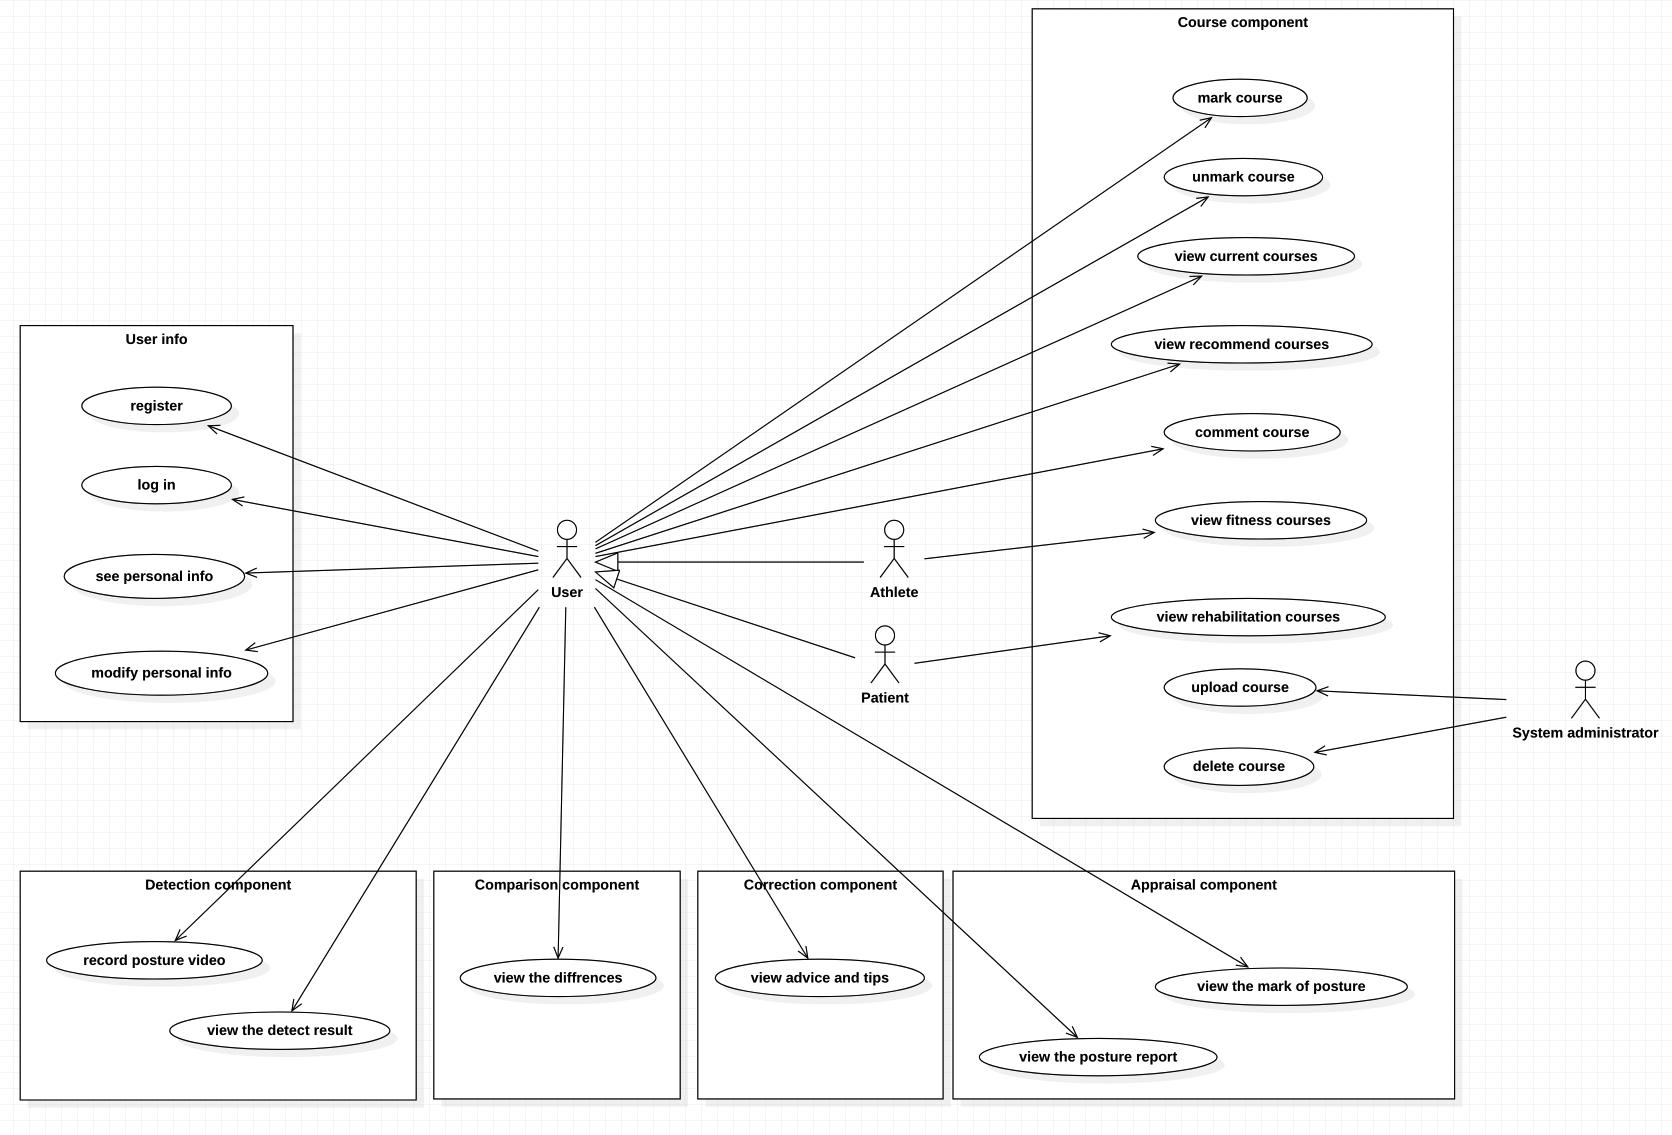 Course component
mark course
unmark course
view current courses
view recommend courses
comment course
view fitness courses
view rehabilitation courses
upload course
delete course
User info
register
log in
see personal info
modify personal info
User
Athlete
Patient
System administrator
Detection component
record posture video
view the detect result
Comparison component
view the diffrences
Correction component
view advice and tips
Appraisal component
view the mark of posture
view the posture report